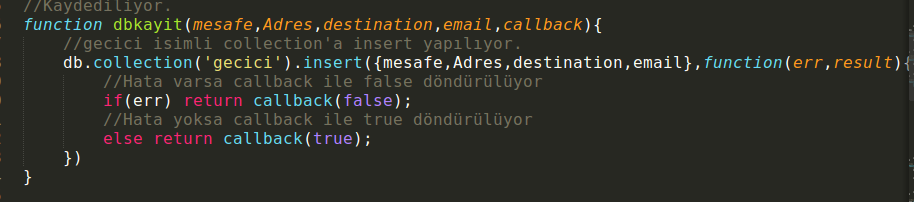 //Kaydediliyor.
function dbkayit(mesafe,Adres,destination,email,callback){
    //gecici isimli collection'a insert yapılıyor.
    db.collection('gecici').insert({mesafe,Adres,destination,email},function(err,result){
        //Hata varsa callback ile false döndürülüyor
        if(err) return callback(false);
        //Hata yoksa callback ile true döndürülüyor
        else return callback(true);
    })
}